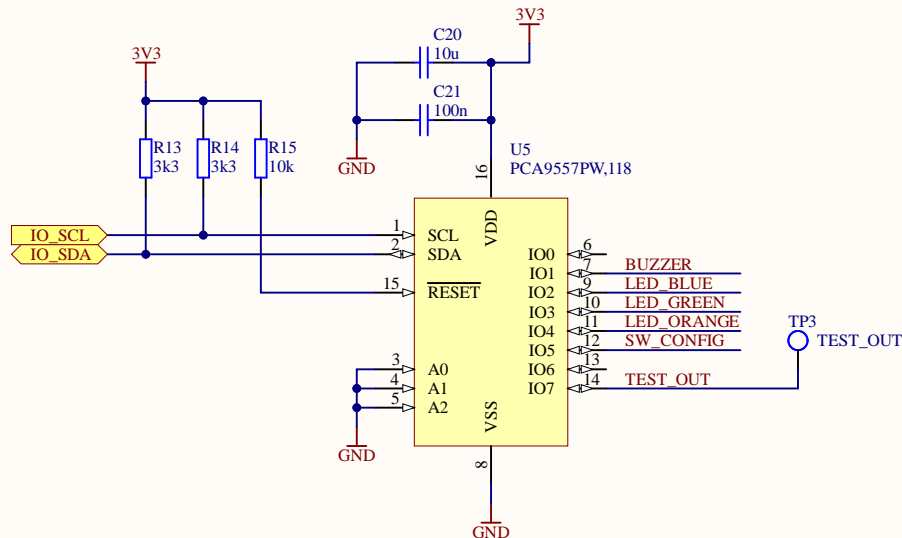 3V3
C20
10u
3V3
C21
100n
GND
R13
3k3
R14
3k3
R15
10k
U5
PCA9557PW,118
16
VDD
IO_SCL
1
SCL
IO_SDA
2
SDA
15
RESET
3
A0
4
A1
5
A2
GND
VSS
8
GND
IO0
6
IO1
7
BUZZER
IO2
9
LED_BLUE
IO3
10
LED_GREEN
IO4
11
LED_ORANGE
IO5
12
SW_CONFIG
IO6
13
IO7
14
TEST_OUT
TP3
TEST_OUT